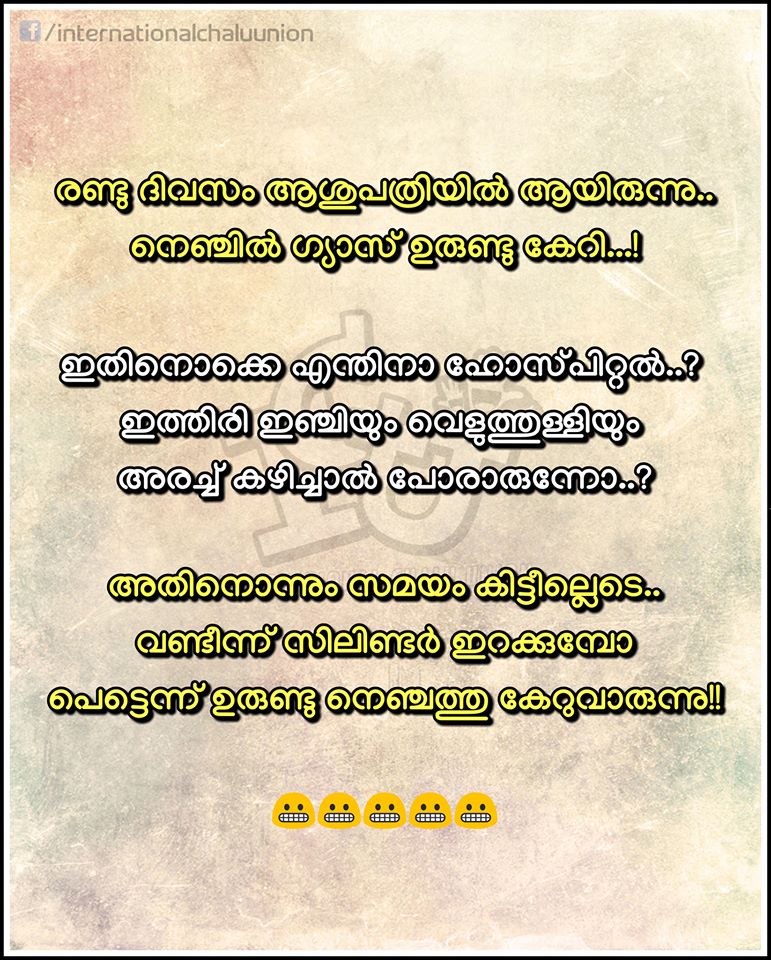 f/internationalchaluunion
രണ്ടു ദിവസം ആശുപത്രിയിൽ ആയിരുന്നു..
നെഞ്ചിൽ ഗ്യാസ് ഉരുണ്ടു കേറി...!
ഇതിനൊക്കെ എന്തിനാ ഹോസ്പിറ്റൽ..?
ഇത്തിരി ഇഞ്ചിയും വെളുത്തുള്ളിയും
അരച്ച് കഴിച്ചാൽ പോരാരുന്നോ..?
അതിനൊന്നും സമയം കിട്ടീല്ലെടെ..
വണ്ടീന്ന് സിലിണ്ടർ ഇറക്കുമ്പോ
പെട്ടെന്ന് ഉരുണ്ടു നെഞ്ചത്തു കേറുവാരുന്നു!!
😬😬😬😬😬